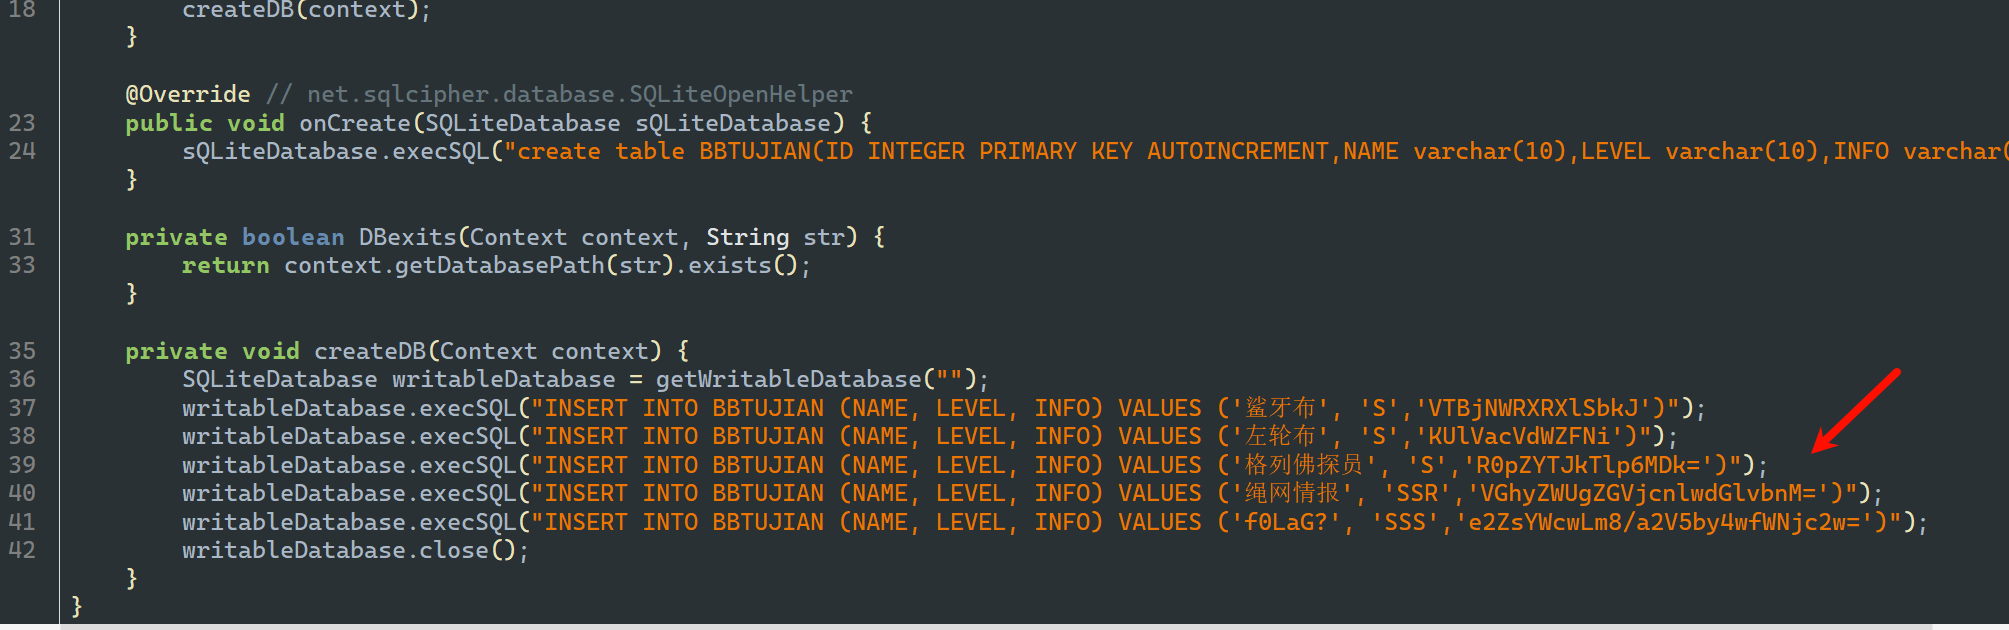 18 createDB(context);
}
@Override // net.sqlcipher.database.SQLiteOpenHelper
23 public void onCreate(SQLiteDatabase sQLiteDatabase) {
24 sQLiteDatabase.execSQL("create table BBTUJIAN(ID INTEGER PRIMARY KEY AUTOINCREMENT,NAME varchar(10),LEVEL varchar(10),INFO varchar(
}
31 private boolean DBexits(Context context, String str) {
33 return context.getDatabasePath(str).exists();
}
35 private void createDB(Context context) {
36 SQLiteDatabase writableDatabase = getWritableDatabase("");
37 writableDatabase.execSQL("INSERT INTO BBTUJIAN (NAME, LEVEL, INFO) VALUES ('鲨牙布', 'S','VTBjNWRXRXlSbkJ')");
38 writableDatabase.execSQL("INSERT INTO BBTUJIAN (NAME, LEVEL, INFO) VALUES ('左轮布', 'S','KUlVacVdWZFNi')");
39 writableDatabase.execSQL("INSERT INTO BBTUJIAN (NAME, LEVEL, INFO) VALUES ('格列佛探员', 'S','R0pZYTJkTlp6MDk=')");
40 writableDatabase.execSQL("INSERT INTO BBTUJIAN (NAME, LEVEL, INFO) VALUES ('绳网情报', 'SSR','VGhyZWUgZGVjcnlwdGlvbnM=')");
41 writableDatabase.execSQL("INSERT INTO BBTUJIAN (NAME, LEVEL, INFO) VALUES ('f0LaG?', 'SSS','e2ZsYWcwLm8/a2V5by4wfWNjc2w=')");
42 writableDatabase.close();
}
}